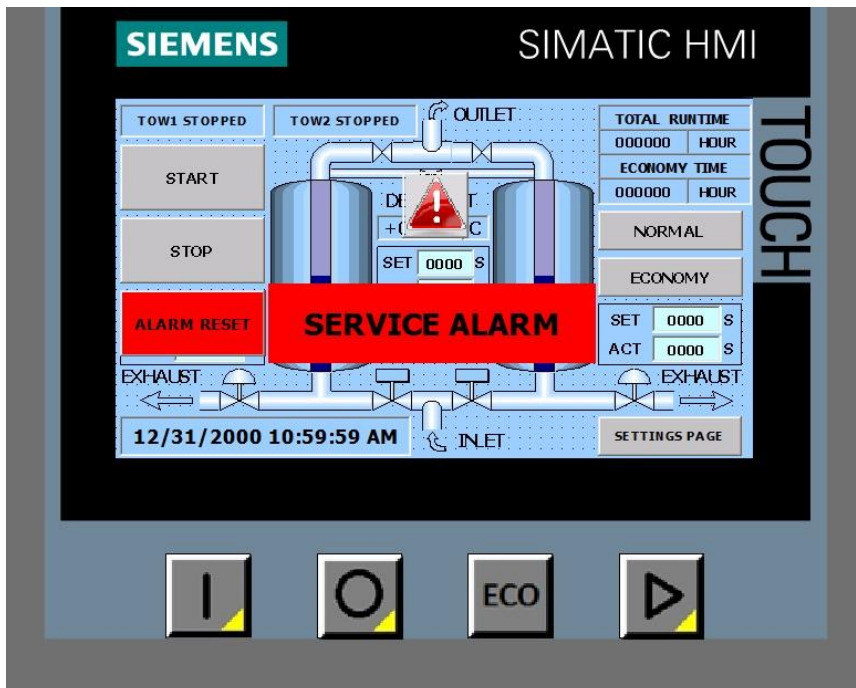 SIEMENS
SIMATIC HMI
TOUCH
TOW1 STOPPED
TOW2 STOPPED
OUTLET
TOTAL RUNTIME
000000 HOUR
ECONOMY TIME
000000 HOUR
START
STOP
ALARM RESET
NORMAL
ECONOMY
SET 0000 S
SERVICE ALARM
SET 0000 S
ACT 0000 S
EXHAUST
EXHAUST
12/31/2000 10:59:59 AM
INLET
SETTINGS PAGE
I
O
ECO